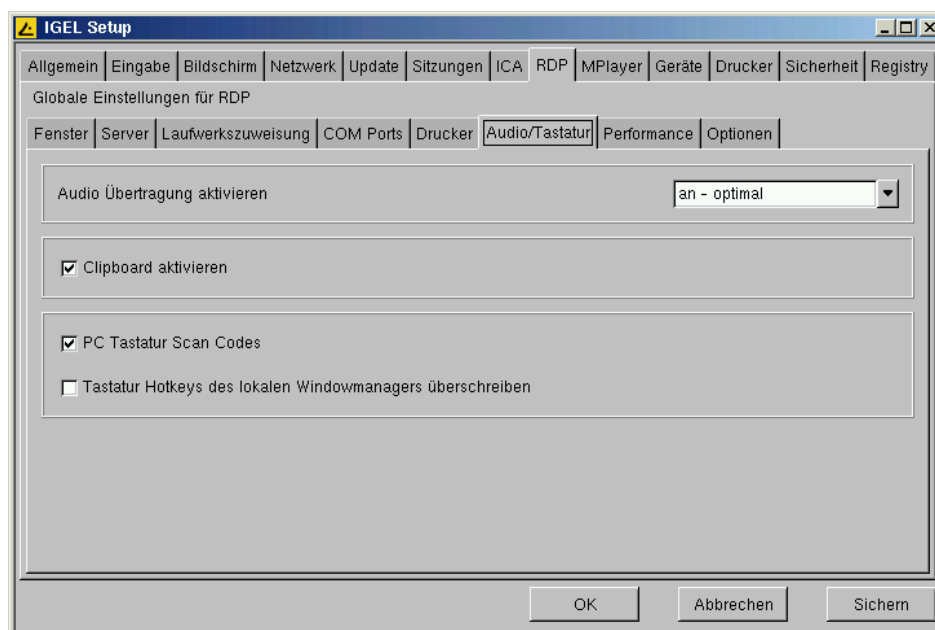 IGEL Setup
Allgemein Eingabe Bildschirm Netzwerk Update Sitzungen ICA RDP MPlayer Geräte Drucker Sicherheit Registry
Globale Einstellungen für RDP
Fenster Server Laufwerkszuweisung COM Ports Drucker Audio/Tastatur Performance Optionen
Audio Übertragung aktivieren an - optimal
Clipboard aktivieren
PC Tastatur Scan Codes
Tastatur Hotkeys des lokalen Windowmanagers überschreiben
OK Abbrechen Sichern